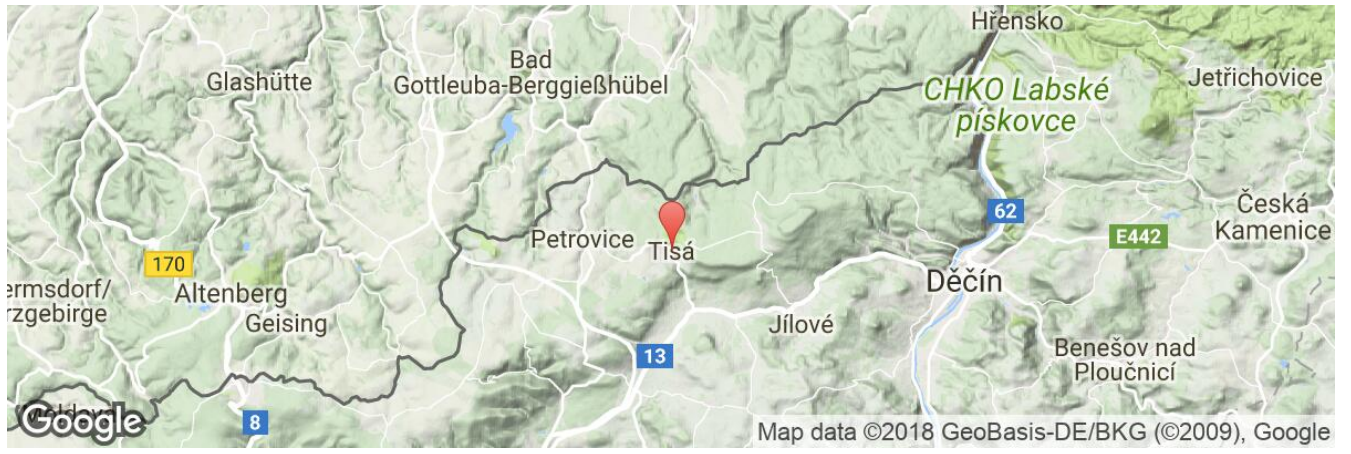 Hřensko
Bad
Gottleuba-Berggießhübel
Glashütte
Jetřichovice
CHKO Labské
pískovce
62
Česká
Kamenice
Petrovice
Tisá
E442
170
Děčín
ermsdorf/
rzgebirge
Altenberg
Geising
Jílové
13
Benešov nad
Ploučnicí
8
Google
Map data ©2018 GeoBasis-DE/BKG (©2009), Google